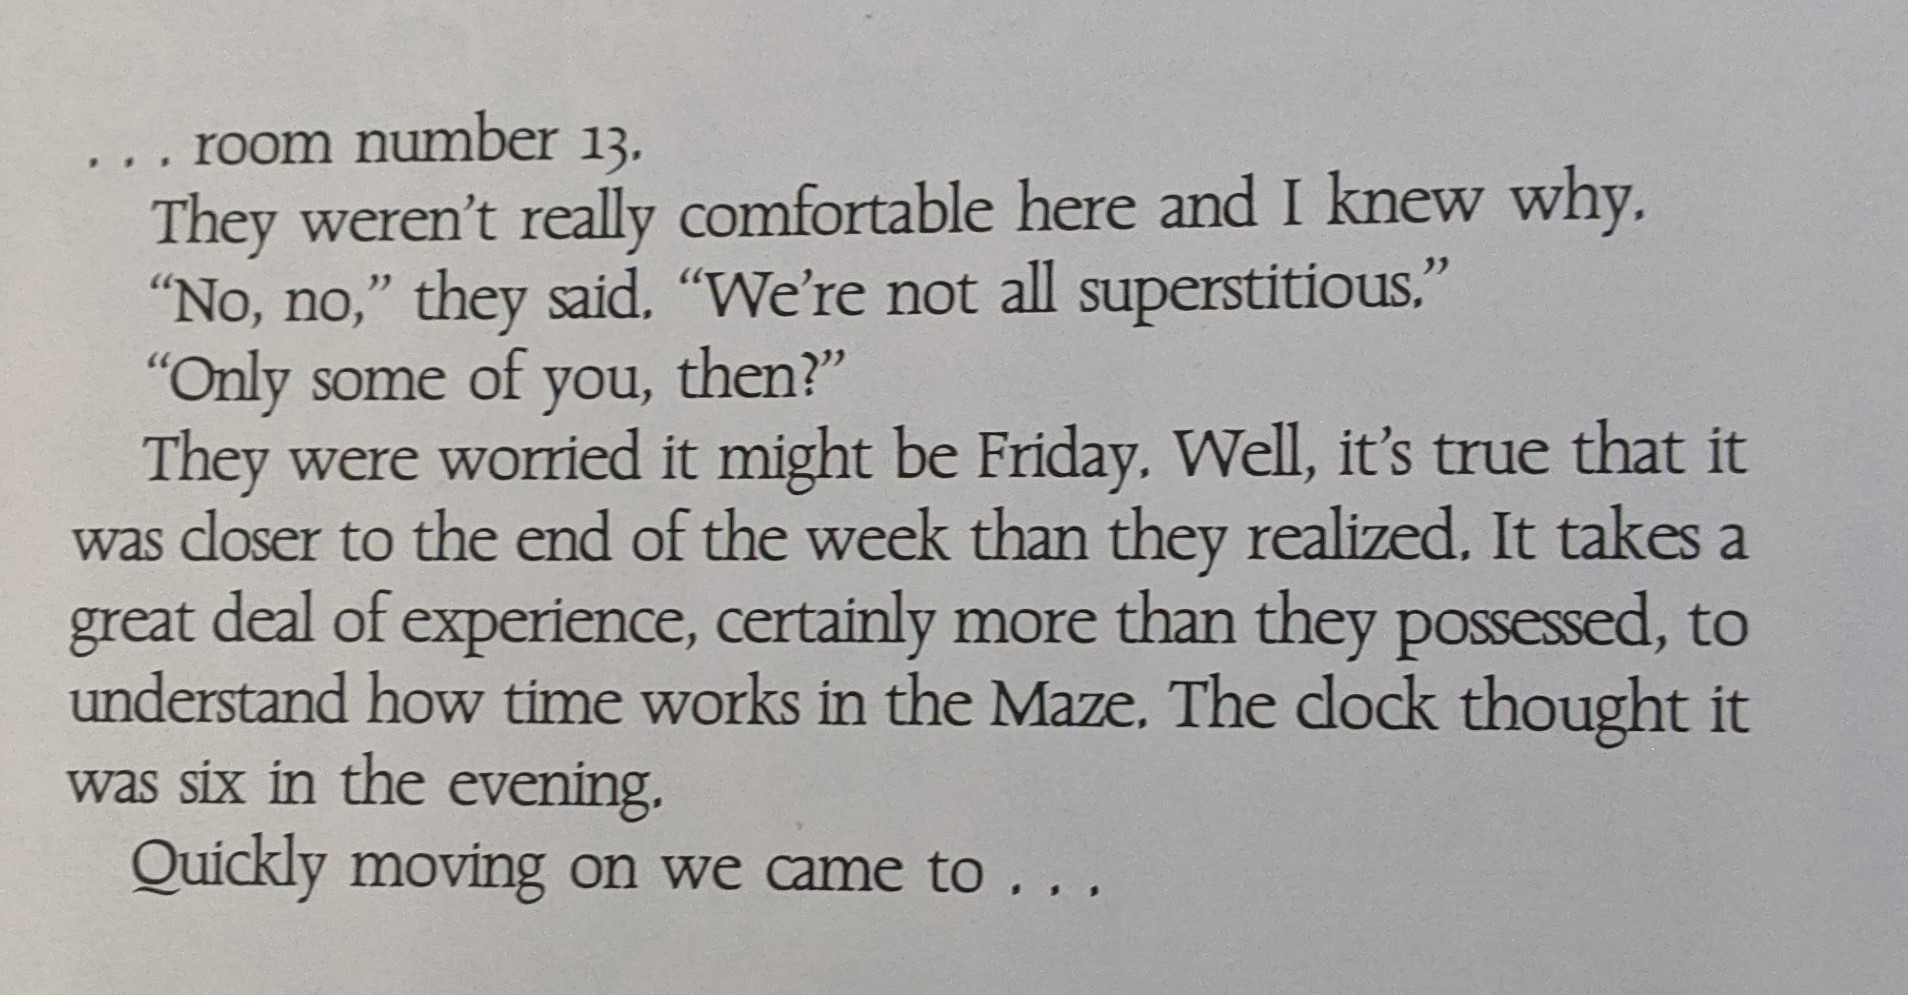 . . . room number 13.
They weren't really comfortable here and I knew why.
“No, no,” they said. “We're not all superstitious.”
“Only some of you, then?”
They were worried it might be Friday. Well, it's true that it
was closer to the end of the week than they realized. It takes a
great deal of experience, certainly more than they possessed, to
understand how time works in the Maze. The clock thought it
was six in the evening.
Quickly moving on we came to . . .